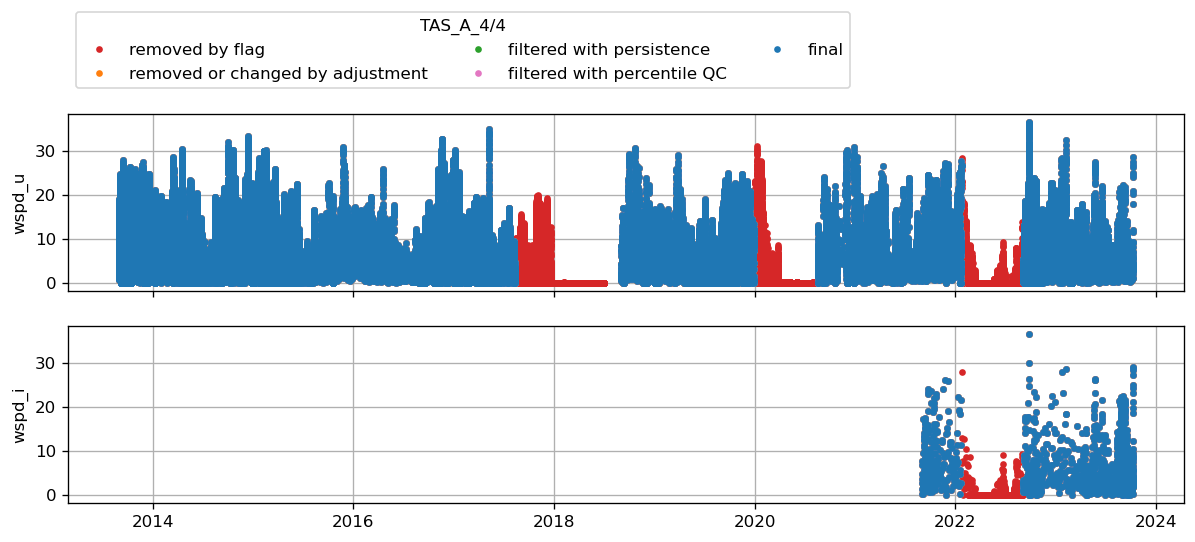 TAS_A_4/4
removed by flag
removed or changed by adjustment
filtered with persistence
filtered with percentile QC
final
wspd_u
30
20
10
0
wspd_i
30
20
10
0
2014
2016
2018
2020
2022
2024